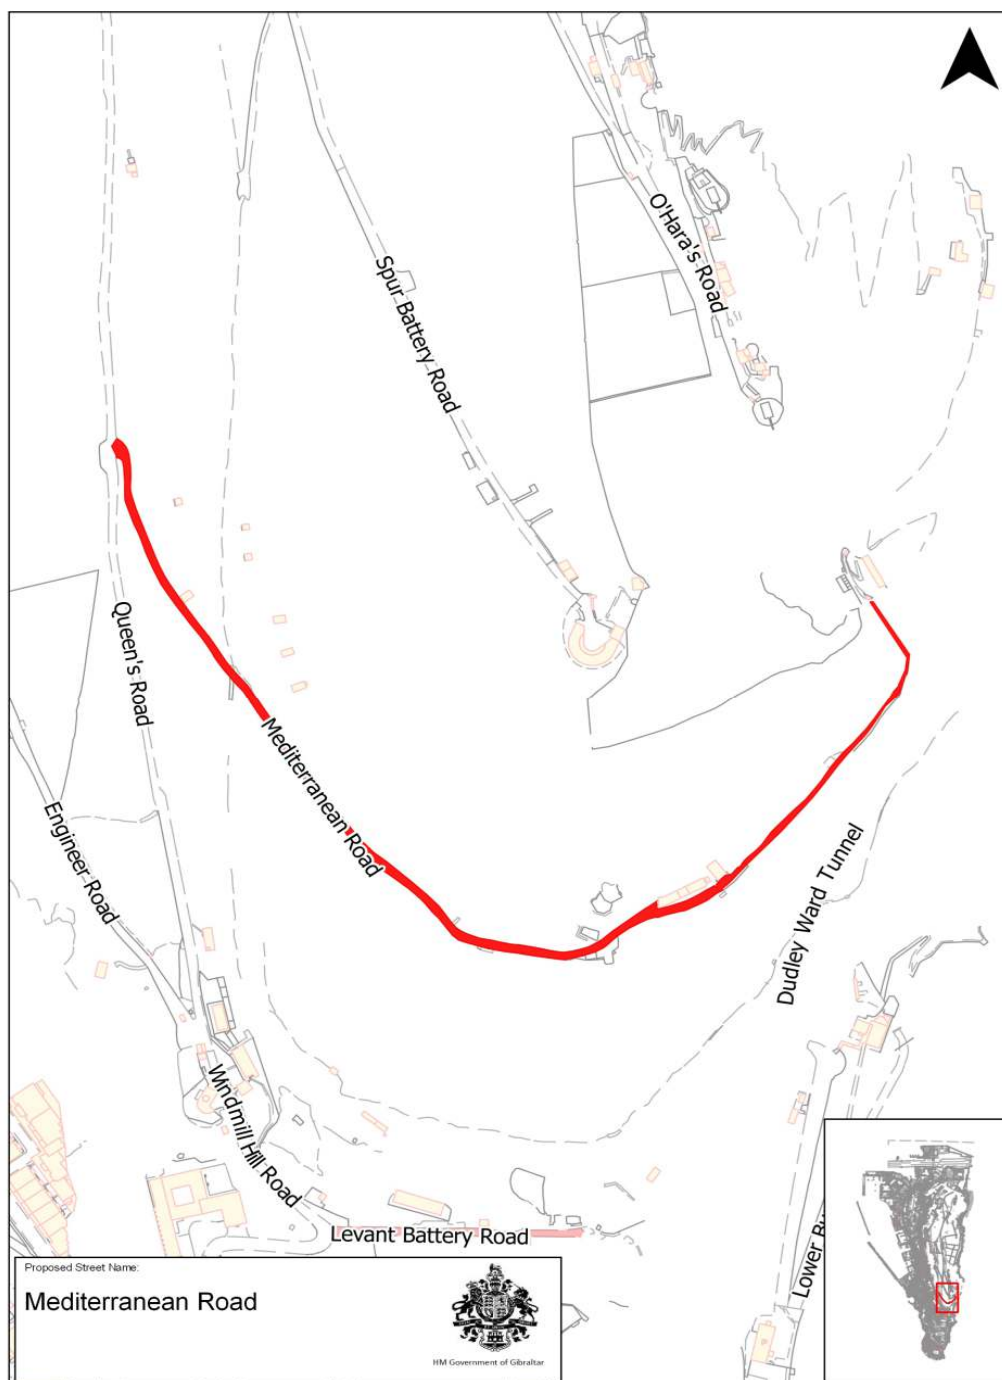 O'Hara's Road
Spur Battery Road
Queen's Road
Mediterranean Road
Engineer Road
Dudley Ward Tunnel
Windmill Hill Road
Levant Battery Road
Lower
Proposed Street Name:
Mediterranean Road
HM Government of Gibraltar